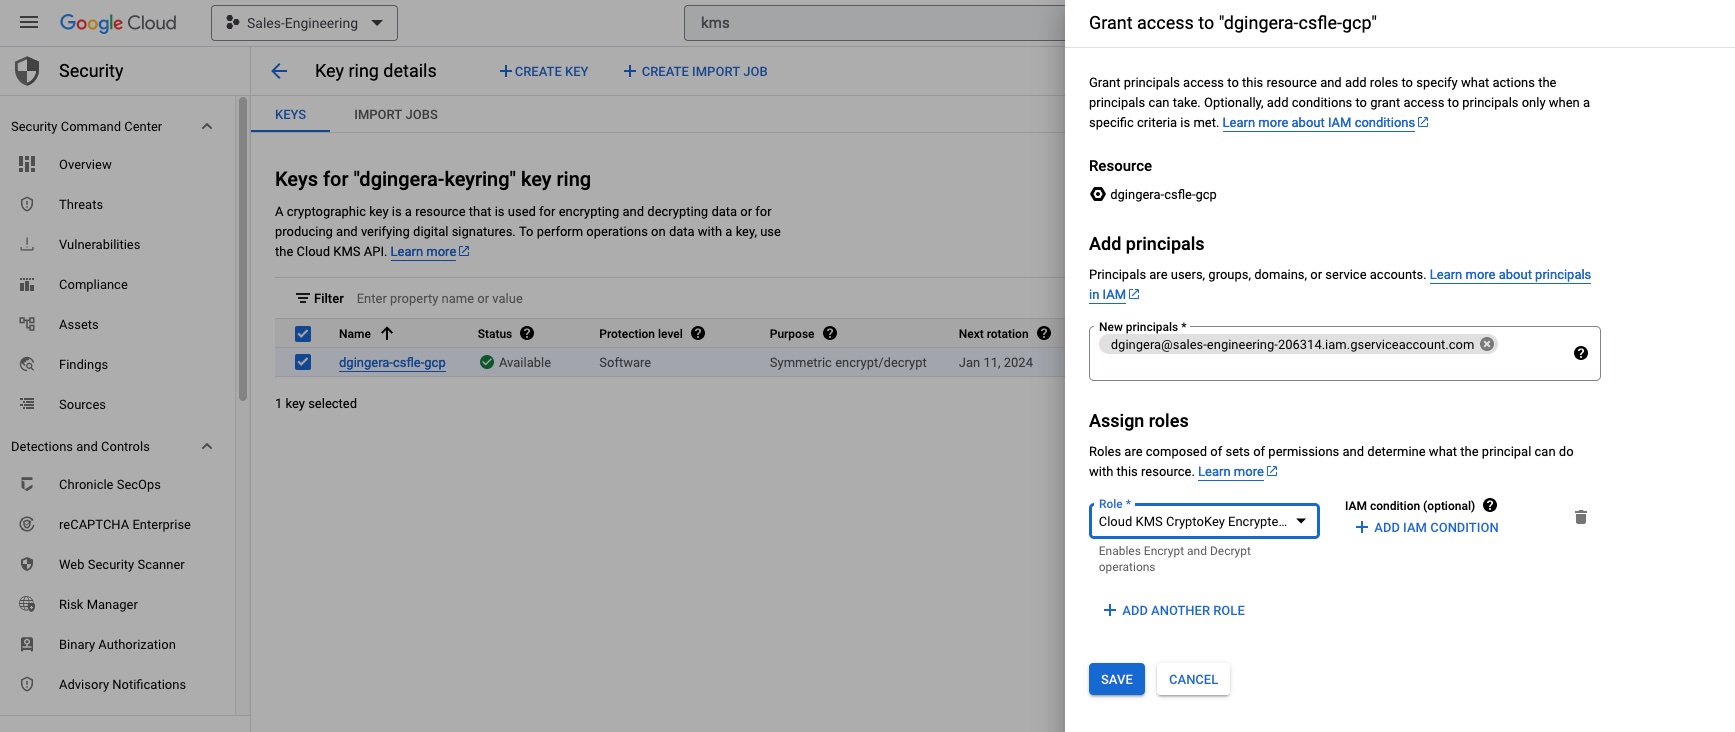 Google Cloud
Sales-Engineering
kms
Security
Key ring details
CREATE KEY
CREATE IMPORT JOB
KEYS
IMPORT JOBS
Security Command Center
Overview
Threats
Vulnerabilities
Compliance
Assets
Findings
Sources
Detections and Controls
Chronicle SecOps
reCAPTCHA Enterprise
Web Security Scanner
Risk Manager
Binary Authorization
Advisory Notifications
Keys for "dgingera-keyring" key ring
A cryptographic key is a resource that is used for encrypting and decrypting data or for
producing and verifying digital signatures. To perform operations on data with a key, use
the Cloud KMS API. Learn more
Filter Enter property name or value
Name Status Protection level Purpose Next rotation
dgingera-csfle-gcp Available Software Symmetric encrypt/decrypt Jan 11, 2024
1 key selected
Grant access to "dgingera-csfle-gcp"
Grant principals access to this resource and add roles to specify what actions the
principals can take. Optionally, add conditions to grant access to principals only when a
specific criteria is met. Learn more about IAM conditions
Resource
dgingera-csfle-gcp
Add principals
Principals are users, groups, domains, or service accounts. Learn more about principals
in IAM
New principals *
dgingera@sales-engineering-206314.iam.gserviceaccount.com
Assign roles
Roles are composed of sets of permissions and determine what the principal can do
with this resource. Learn more
Role *
Cloud KMS CryptoKey Encrypte...
Enables Encrypt and Decrypt
operations
IAM condition (optional)
ADD IAM CONDITION
ADD ANOTHER ROLE
SAVE
CANCEL